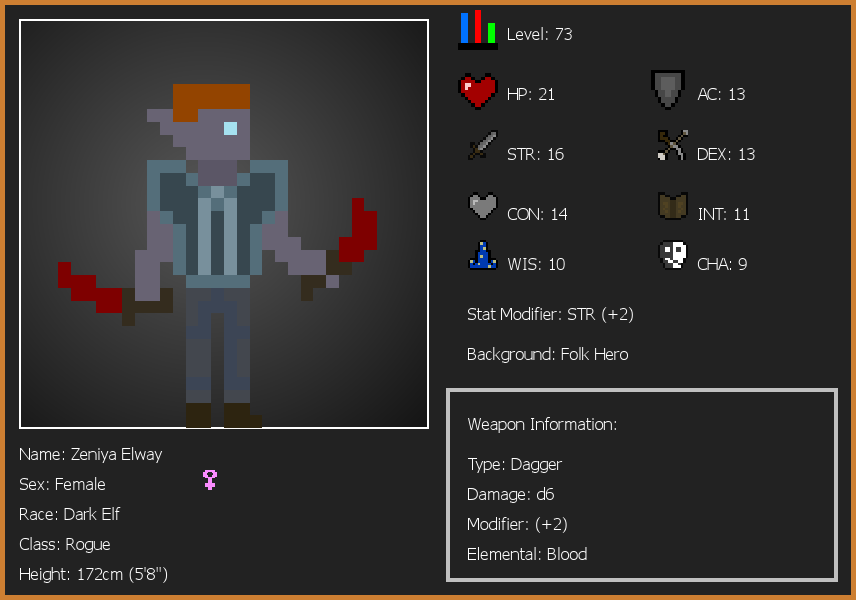 Level: 73
HP: 21
AC: 13
STR: 16
DEX: 13
CON: 14
INT: 11
WIS: 10
CHA: 9
Stat Modifier: STR (+2)
Background: Folk Hero
Weapon Information:
Type: Dagger
Damage: d6
Modifier: (+2)
Elemental: Blood
Name: Zeniya Elway
Sex: Female
Race: Dark Elf
Class: Rogue
Height: 172cm (5'8")